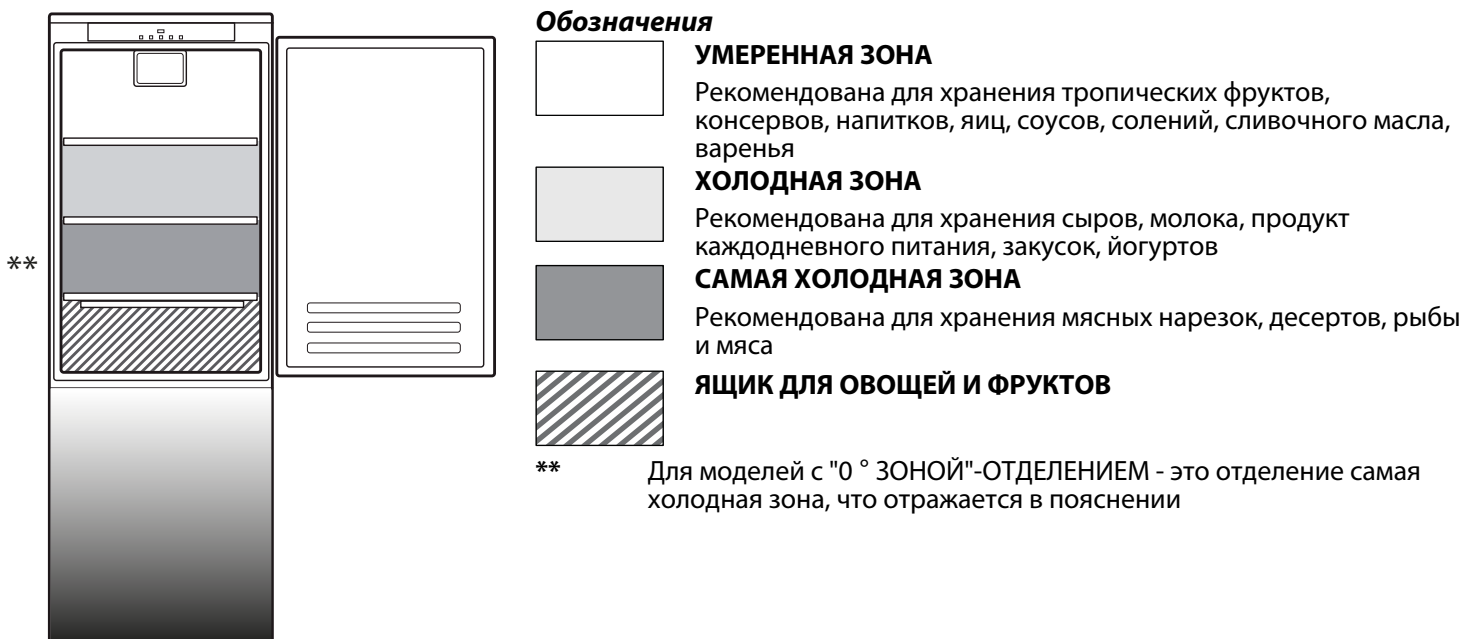 Обозначения
УМЕРЕННАЯ ЗОНА
Рекомендована для хранения тропических фруктов,
консервов, напитков, яиц, соусов, солений, сливочного масла,
варенья
ХОЛОДНАЯ ЗОНА
Рекомендована для хранения сыров, молока, продукт
каждодневного питания, закусок, йогуртов
САМАЯ ХОЛОДНАЯ ЗОНА
Рекомендована для хранения мясных нарезок, десертов, рыбы
и мяса
ЯЩИК ДЛЯ ОВОЩЕЙ И ФРУКТОВ
**
** Для моделей с "0 ° ЗОНОЙ"-ОТДЕЛЕНИЕМ - это отделение самая
холодная зона, что отражается в пояснении